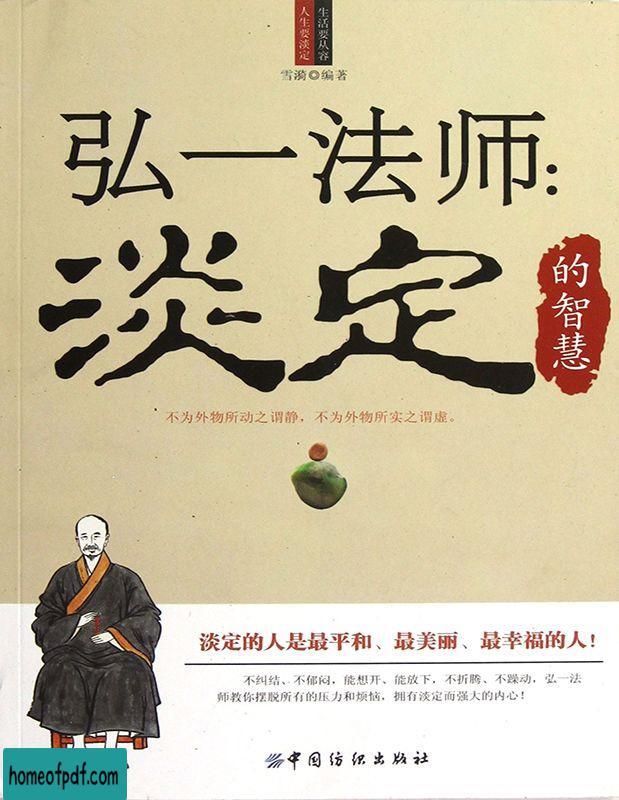 人生要淡定
生活要从容
雪漪◎编著
弘一法师:
淡定
的智慧
不为外物所动之谓静，不为外物所实之谓虚。
淡定的人是最平和、最美丽、最幸福的人！
不纠结、不郁闷，能想开、能放下，不折腾、不躁动，弘一法
师教你摆脱所有的压力和烦恼，拥有淡定而强大的内心！
中国纺织出版社
homeofpdf.com